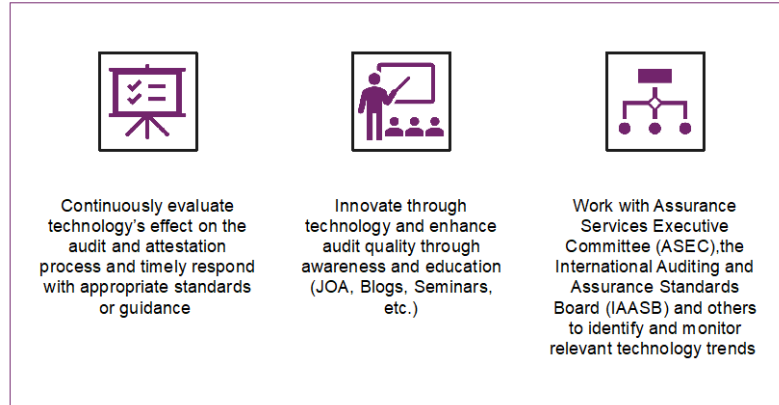 Continuously evaluate
technology's effect on the
audit and attestation
process and timely respond
with appropriate standards
or guidance
Innovate through
technology and enhance
audit quality through
awareness and education
(JOA, Blogs, Seminars,
etc.)
Work with Assurance
Services Executive
Committee (ASEC),the
International Auditing and
Assurance Standards
Board (IAASB) and others
to identify and monitor
relevant technology trends